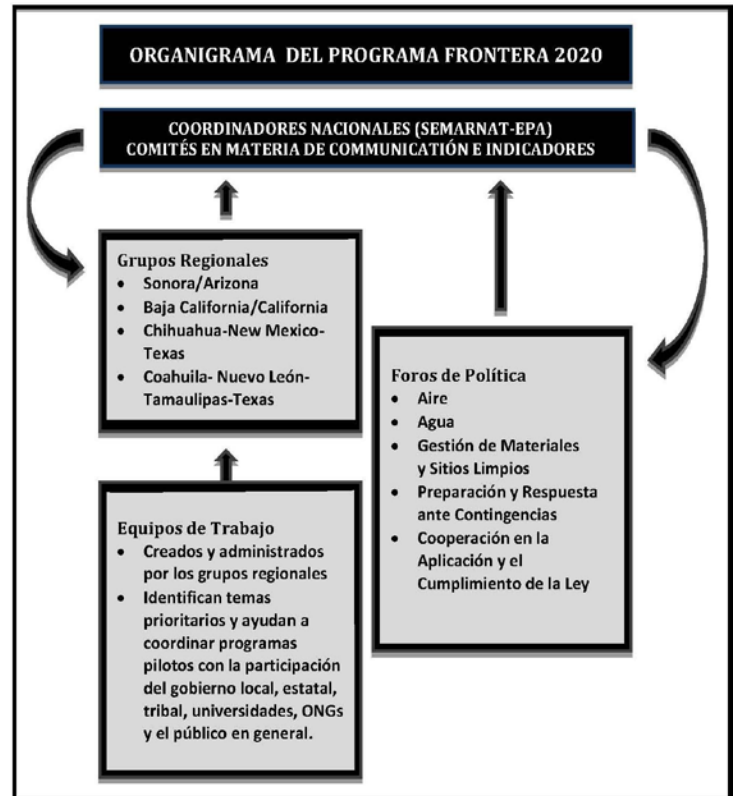 ORGANIGRAMA DEL PROGRAMA FRONTERA 2020
COORDINADORES NACIONALES (SEMARNAT-EPA)
COMITÉS EN MATERIA DE COMMUNICATIÓN E INDICADORES
Grupos Regionales
• Sonora/Arizona
• Baja California/California
• Chihuahua-New Mexico-
Texas
• Coahuila- Nuevo León-
Tamaulipas-Texas
Equipos de Trabajo
• Creados y administrados
por los grupos regionales
• Identifican temas
prioritarios y ayudan a
coordinar programas
pilotos con la participación
del gobierno local, estatal,
tribal, universidades, ONGs
y el público en general.
Foros de Política
• Aire
• Agua
• Gestión de Materiales
y Sitios Limpios
• Preparación y Respuesta
ante Contingencias
• Cooperación en la
Aplicación y el
Cumplimiento de la Ley